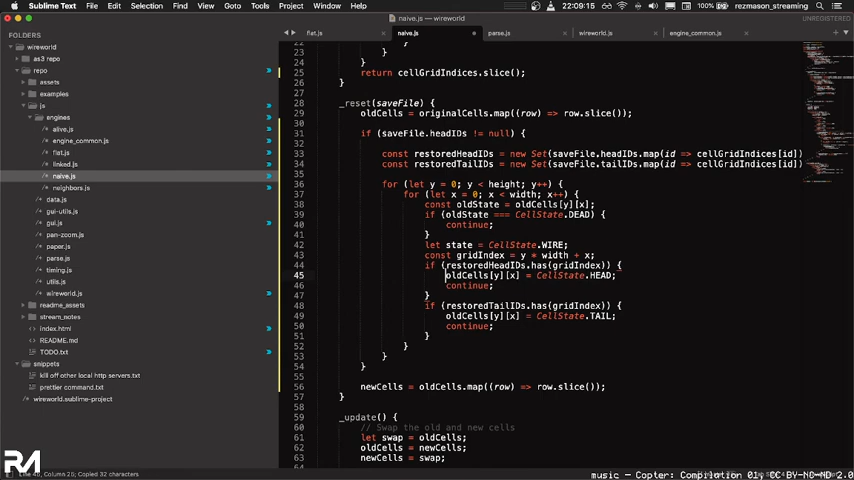 Sublime Text File Edit Selection Find View Goto Tools Project Window Help 100% 22:09:15 rezmason_streaming
naive.js — wireworld UNREGISTERED
FOLDERS
wireworld
as3 repo
repo
assets
examples
js
engines
alive.js
engine_common.js
flat.js
linked.js
naive.js
neighbors.js
data.js
gui-utils.js
gui.js
pan-zoom.js
paper.js
parse.js
timing.js
utils.js
wireworld.js
readme_assets
index.html
README.md
TODO.txt
snippets
kill off other local http servers.txt
prettier command.txt
wireworld.sublime-project
flat.js naive.js parse.js wireworld.js engine_common.js
22 }
23 }
24 }
25 return cellGridIndices.slice();
26 }
27
28 _reset(saveFile) {
29 oldCells = originalCells.map((row) => row.slice());
30
31 if (saveFile.headIDs != null) {
32
33 const restoredHeadIDs = new Set(saveFile.headIDs.map(id => cellGridIndices[id])
34 const restoredTailIDs = new Set(saveFile.tailIDs.map(id => cellGridIndices[id])
35
36 for (let y = 0; y < height; y++) {
37 for (let x = 0; x < width; x++) {
38 const oldState = oldCells[y][x];
39 if (oldState === CellState.DEAD) {
40 continue;
41 }
42 let state = CellState.WIRE;
43 const gridIndex = y * width + x;
44 if (restoredHeadIDs.has(gridIndex)) {
45 oldCells[y][x] = CellState.HEAD;
46 continue;
47 }
48 if (restoredTailIDs.has(gridIndex)) {
49 oldCells[y][x] = CellState.TAIL;
50 continue;
51 }
52 }
53 }
54 }
55
56 newCells = oldCells.map((row) => row.slice());
57 }
58
59 _update() {
60 // Swap the old and new cells
61 let swap = oldCells;
62 oldCells = newCells;
63 newCells = swap;
64
RM
Line 45, Column 25; Copied 32 characters
music - Copter: Compilation 01, CC BY-NC-ND 2.0